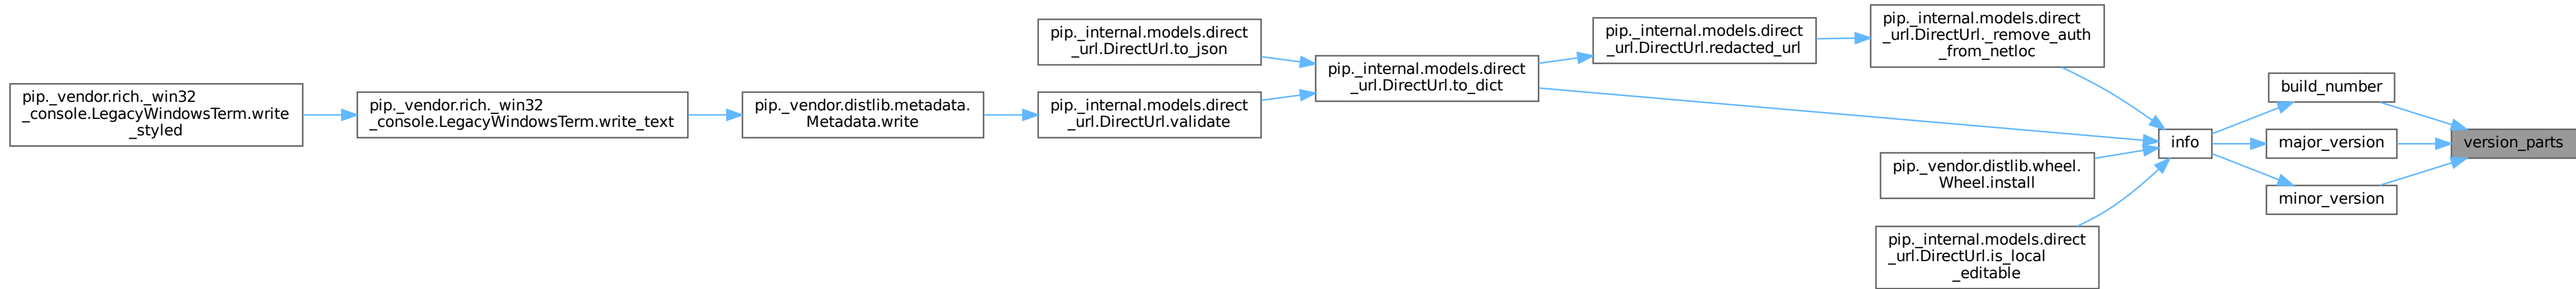 pip._vendor.rich._win32
_console.LegacyWindowsTerm.write
_styled
pip._vendor.rich._win32
_console.LegacyWindowsTerm.write_text
pip._vendor.distlib.metadata.
Metadata.write
pip._internal.models.direct
_url.DirectUrl.to_json
pip._internal.models.direct
_url.DirectUrl.validate
pip._internal.models.direct
_url.DirectUrl.to_dict
pip._internal.models.direct
_url.DirectUrl.redacted_url
pip._internal.models.direct
_url.DirectUrl._remove_auth
_from_netloc
pip._vendor.distlib.wheel.
Wheel.install
pip._internal.models.direct
_url.DirectUrl.is_local
_editable
info
build_number
major_version
minor_version
version_parts